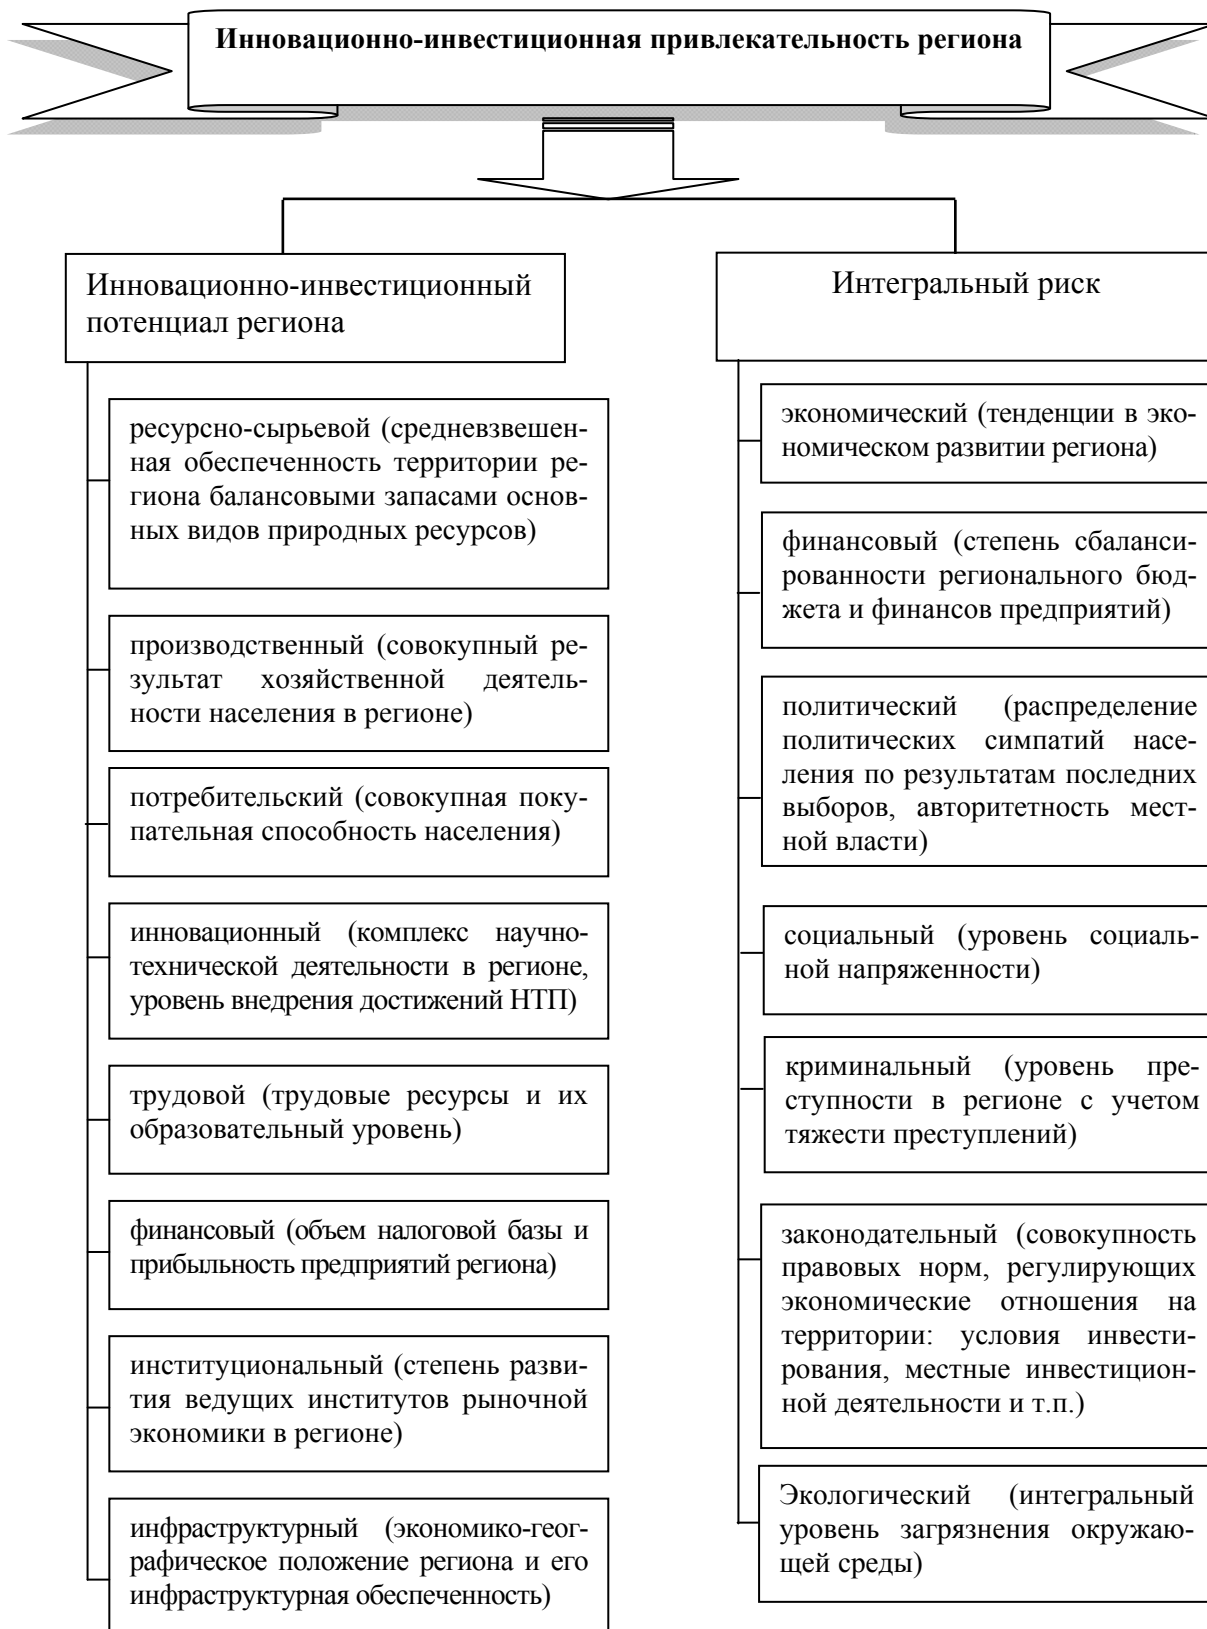 Инновационно-инвестиционная привлекательность региона
Инновационно-инвестиционный
потенциал региона
ресурсно-сырьевой (средневзвешен-
ная обеспеченность территории ре-
гиона балансовыми запасами основ-
ных видов природных ресурсов)
производственный (совокупный ре-
зультат хозяйственной деятель-
ности населения в регионе)
потребительский (совокупная поку-
пательная способность населения)
инновационный (комплекс научно-
технической деятельности в регионе,
уровень внедрения достижений НТП)
трудовой (трудовые ресурсы и их
образовательный уровень)
финансовый (объем налоговой базы и
прибыльность предприятий региона)
институциональный (степень разви-
тия ведущих институтов рыночной
экономики в регионе)
инфраструктурный (экономико-геог-
рафическое положение региона и его
инфраструктурная обеспеченность)
Интегральный риск
экономический (тенденции в эко-
номическом развитии региона)
финансовый (степень сбаланси-
рованности регионального бюд-
жета и финансов предприятий)
политический (распределение
политических симпатий насе-
ления по результатам последних
выборов, авторитетность мест-
ной власти)
социальный (уровень социаль-
ной напряженности)
криминальный (уровень пре-
ступности в регионе с учетом
тяжести преступлений)
законодательный (совокупность
правовых норм, регулирующих
экономические отношения на
территории: условия инвести-
рования, местные инвестицион-
ной деятельности и т.п.)
Экологический (интегральный
уровень загрязнения окружаю-
щей среды)